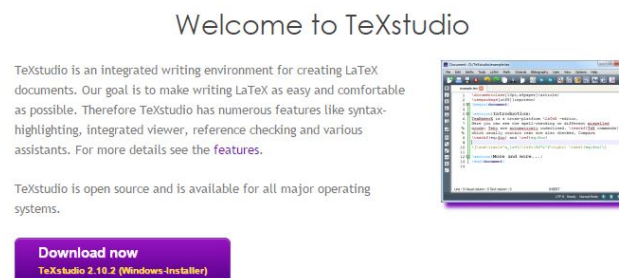 Welcome to TeXstudio
TeXstudio is an integrated writing environment for creating LaTeX
documents. Our goal is to make writing LaTeX as easy and comfortable
as possible. Therefore TeXstudio has numerous features like syntax-
highlighting, integrated viewer, reference checking and various
assistants. For more details see the features.
TeXstudio is open source and is available for all major operating
systems.
Download now
TeXstudio 2.10.2 (Windows-Installer)